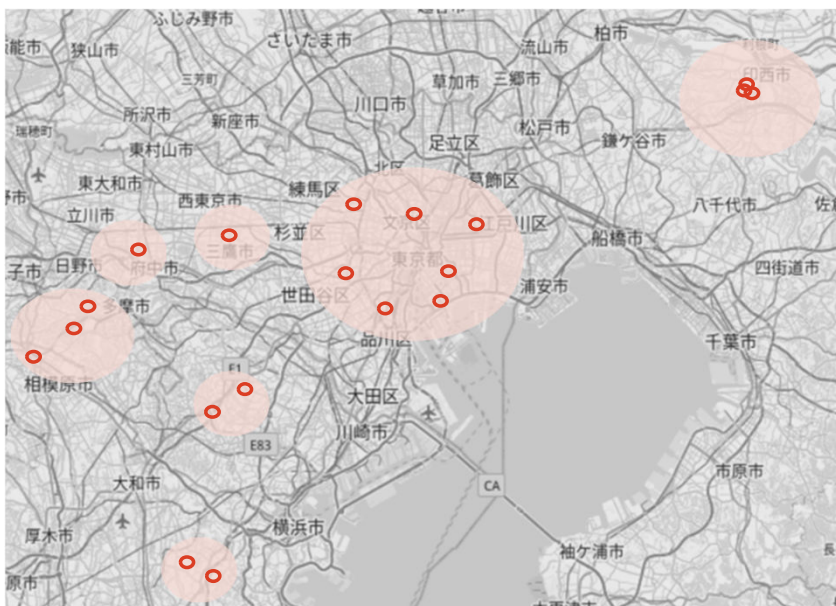 ふじみ野市
狭山市
さいたま市
流山市
柏市
利根町
印西市
三芳町
草加市
三郷市
所沢市
新座市
川口市
瑞穂町
東村山市
足立区
松戸市
鎌ケ谷市
北区
東大和市
西東京市
練馬区
葛飾区
立川市
文京区
江戸川区
八千代市
杉並区
船橋市
三鷹市
日野市
府中市
東京都
四街道市
世田谷区
浦安市
多摩市
品川区
千葉市
E1
相模原市
大田区
川崎市
E83
市原市
大和市
CA
横浜市
厚木市
袖ケ浦市